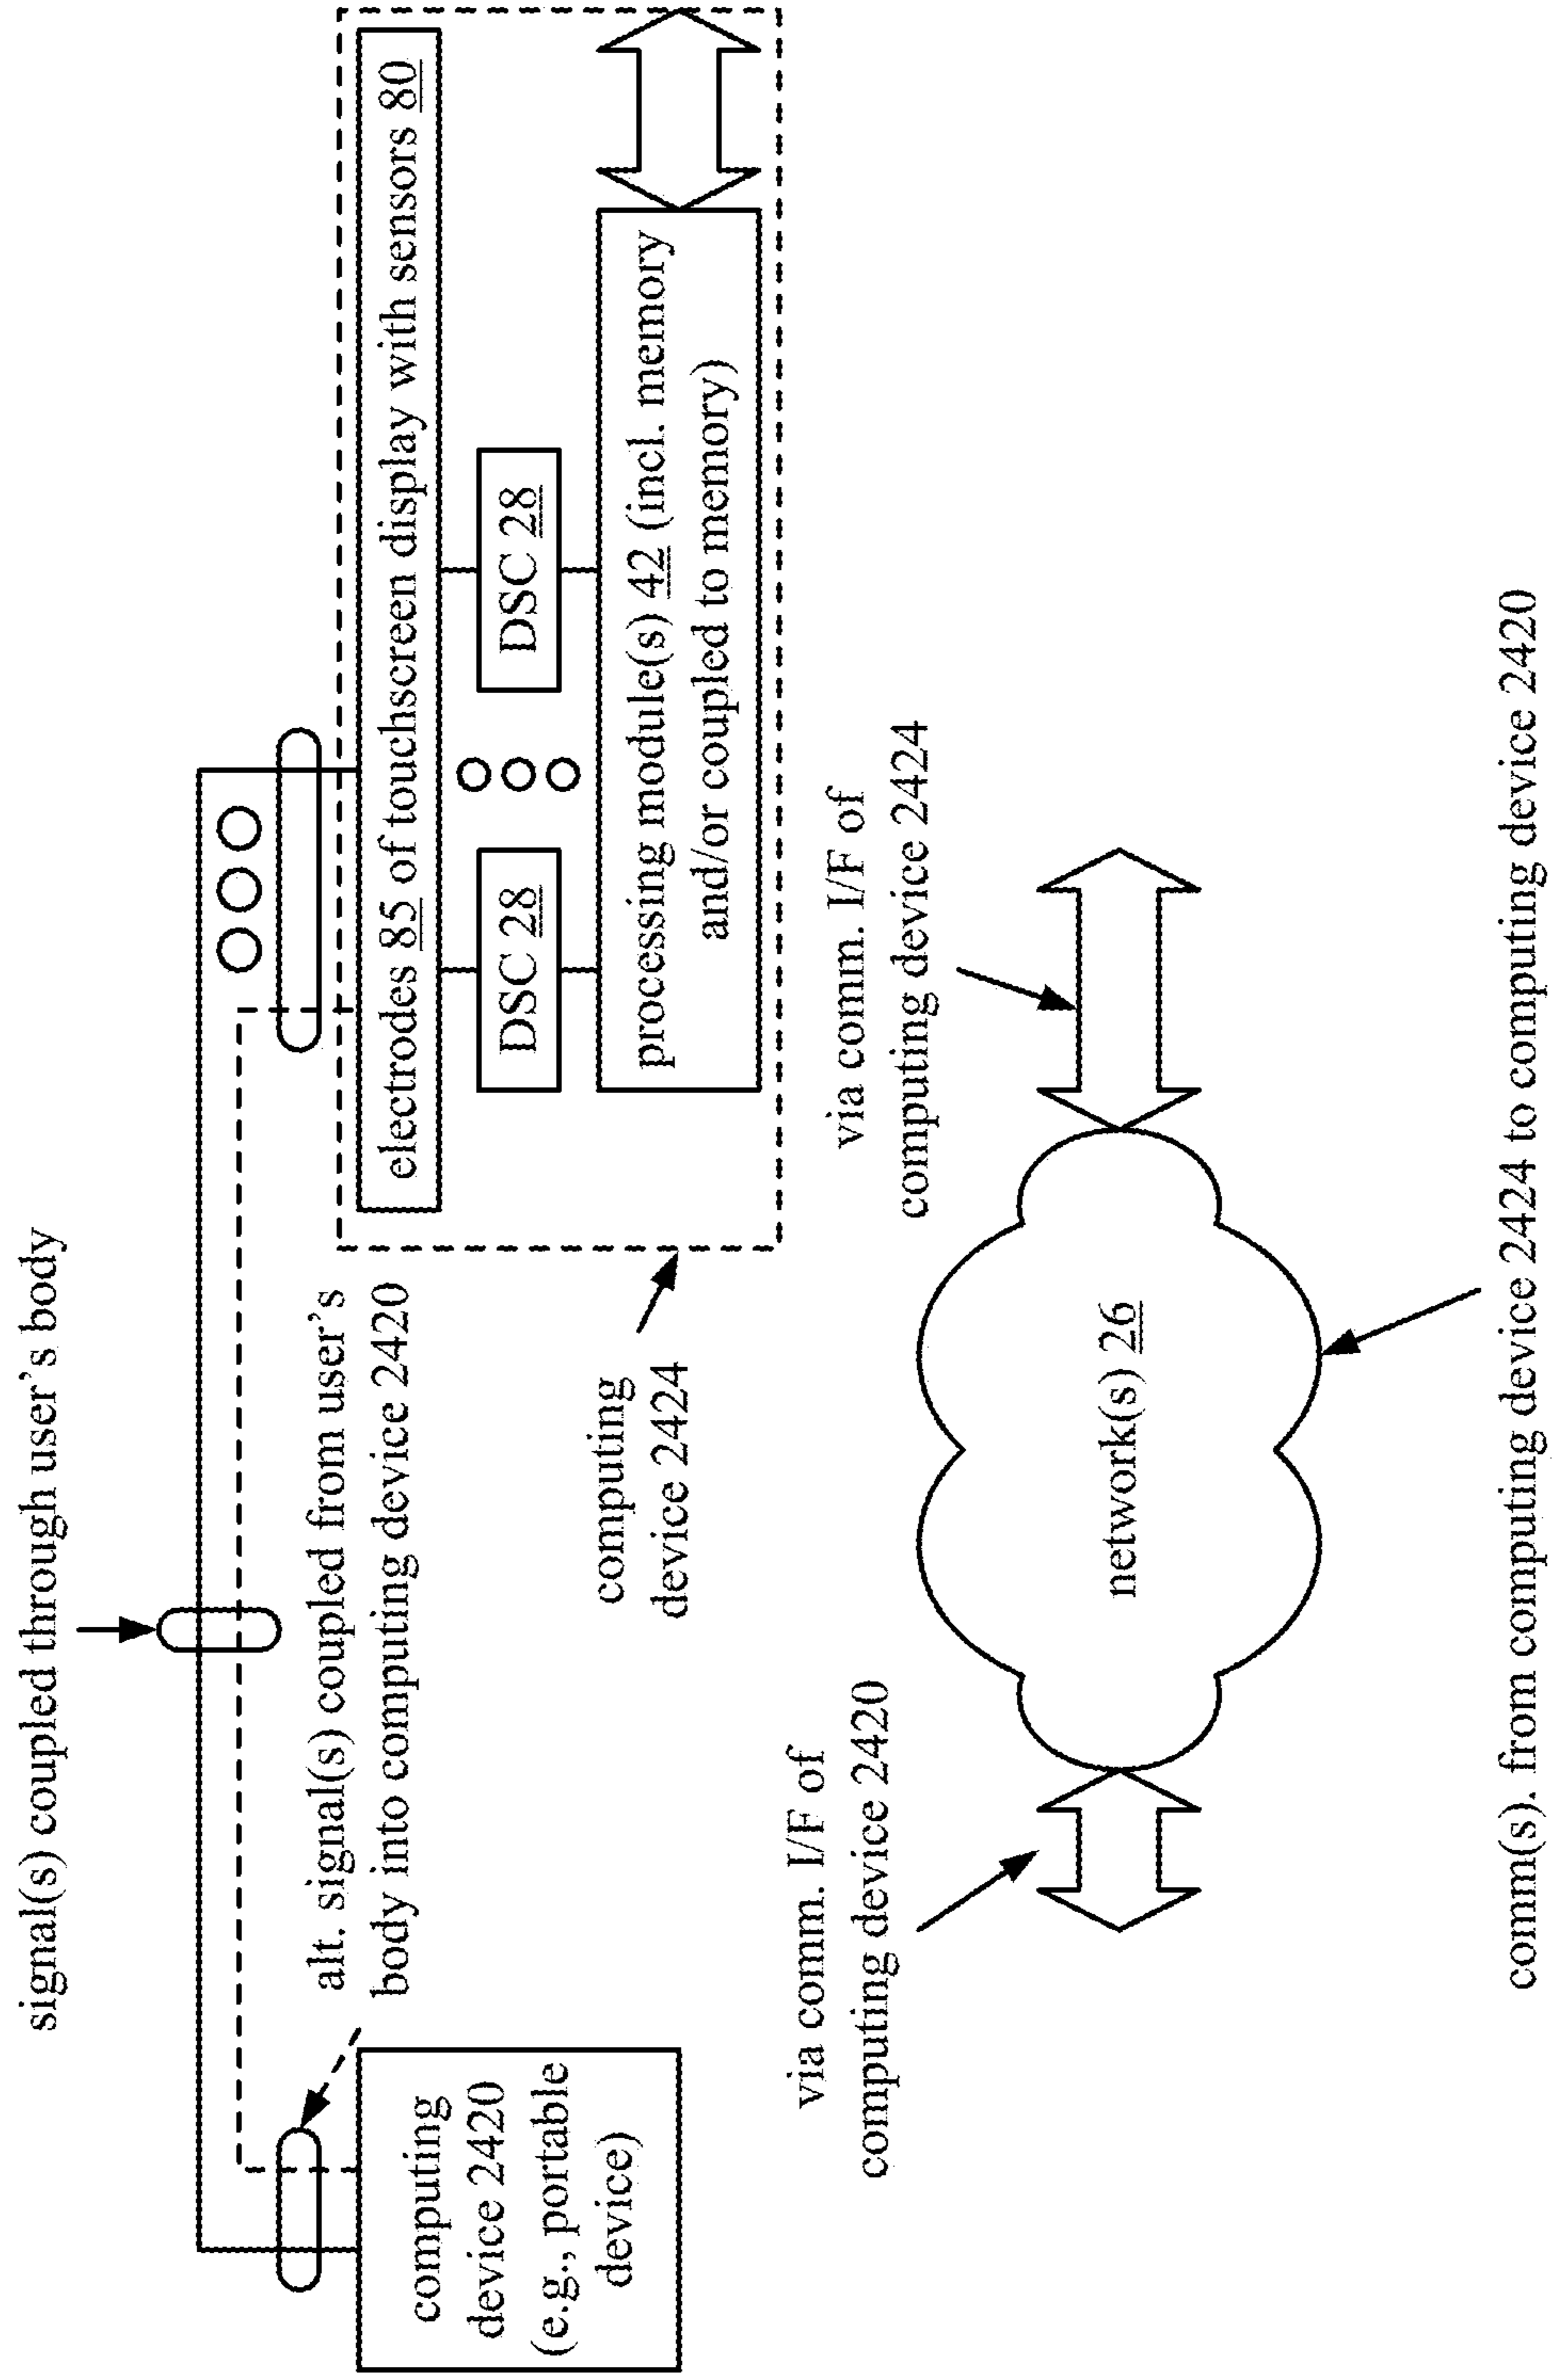 signal(s) coupled through user's body
alt. signal(s) coupled from user's
body into computing device 2420
computing
device 2420
(e.g., portable
device)
electrodes 85 of touchscreen display with sensors 80
DSC 28
DSC 28
processing module(s) 42 (incl. memory
and/or coupled to memory)
computing
device 2424
via comm. I/F of
computing device 2420
via comm. I/F of
computing device 2424
network(s) 26
comm(s). from computing device 2424 to computing device 2420